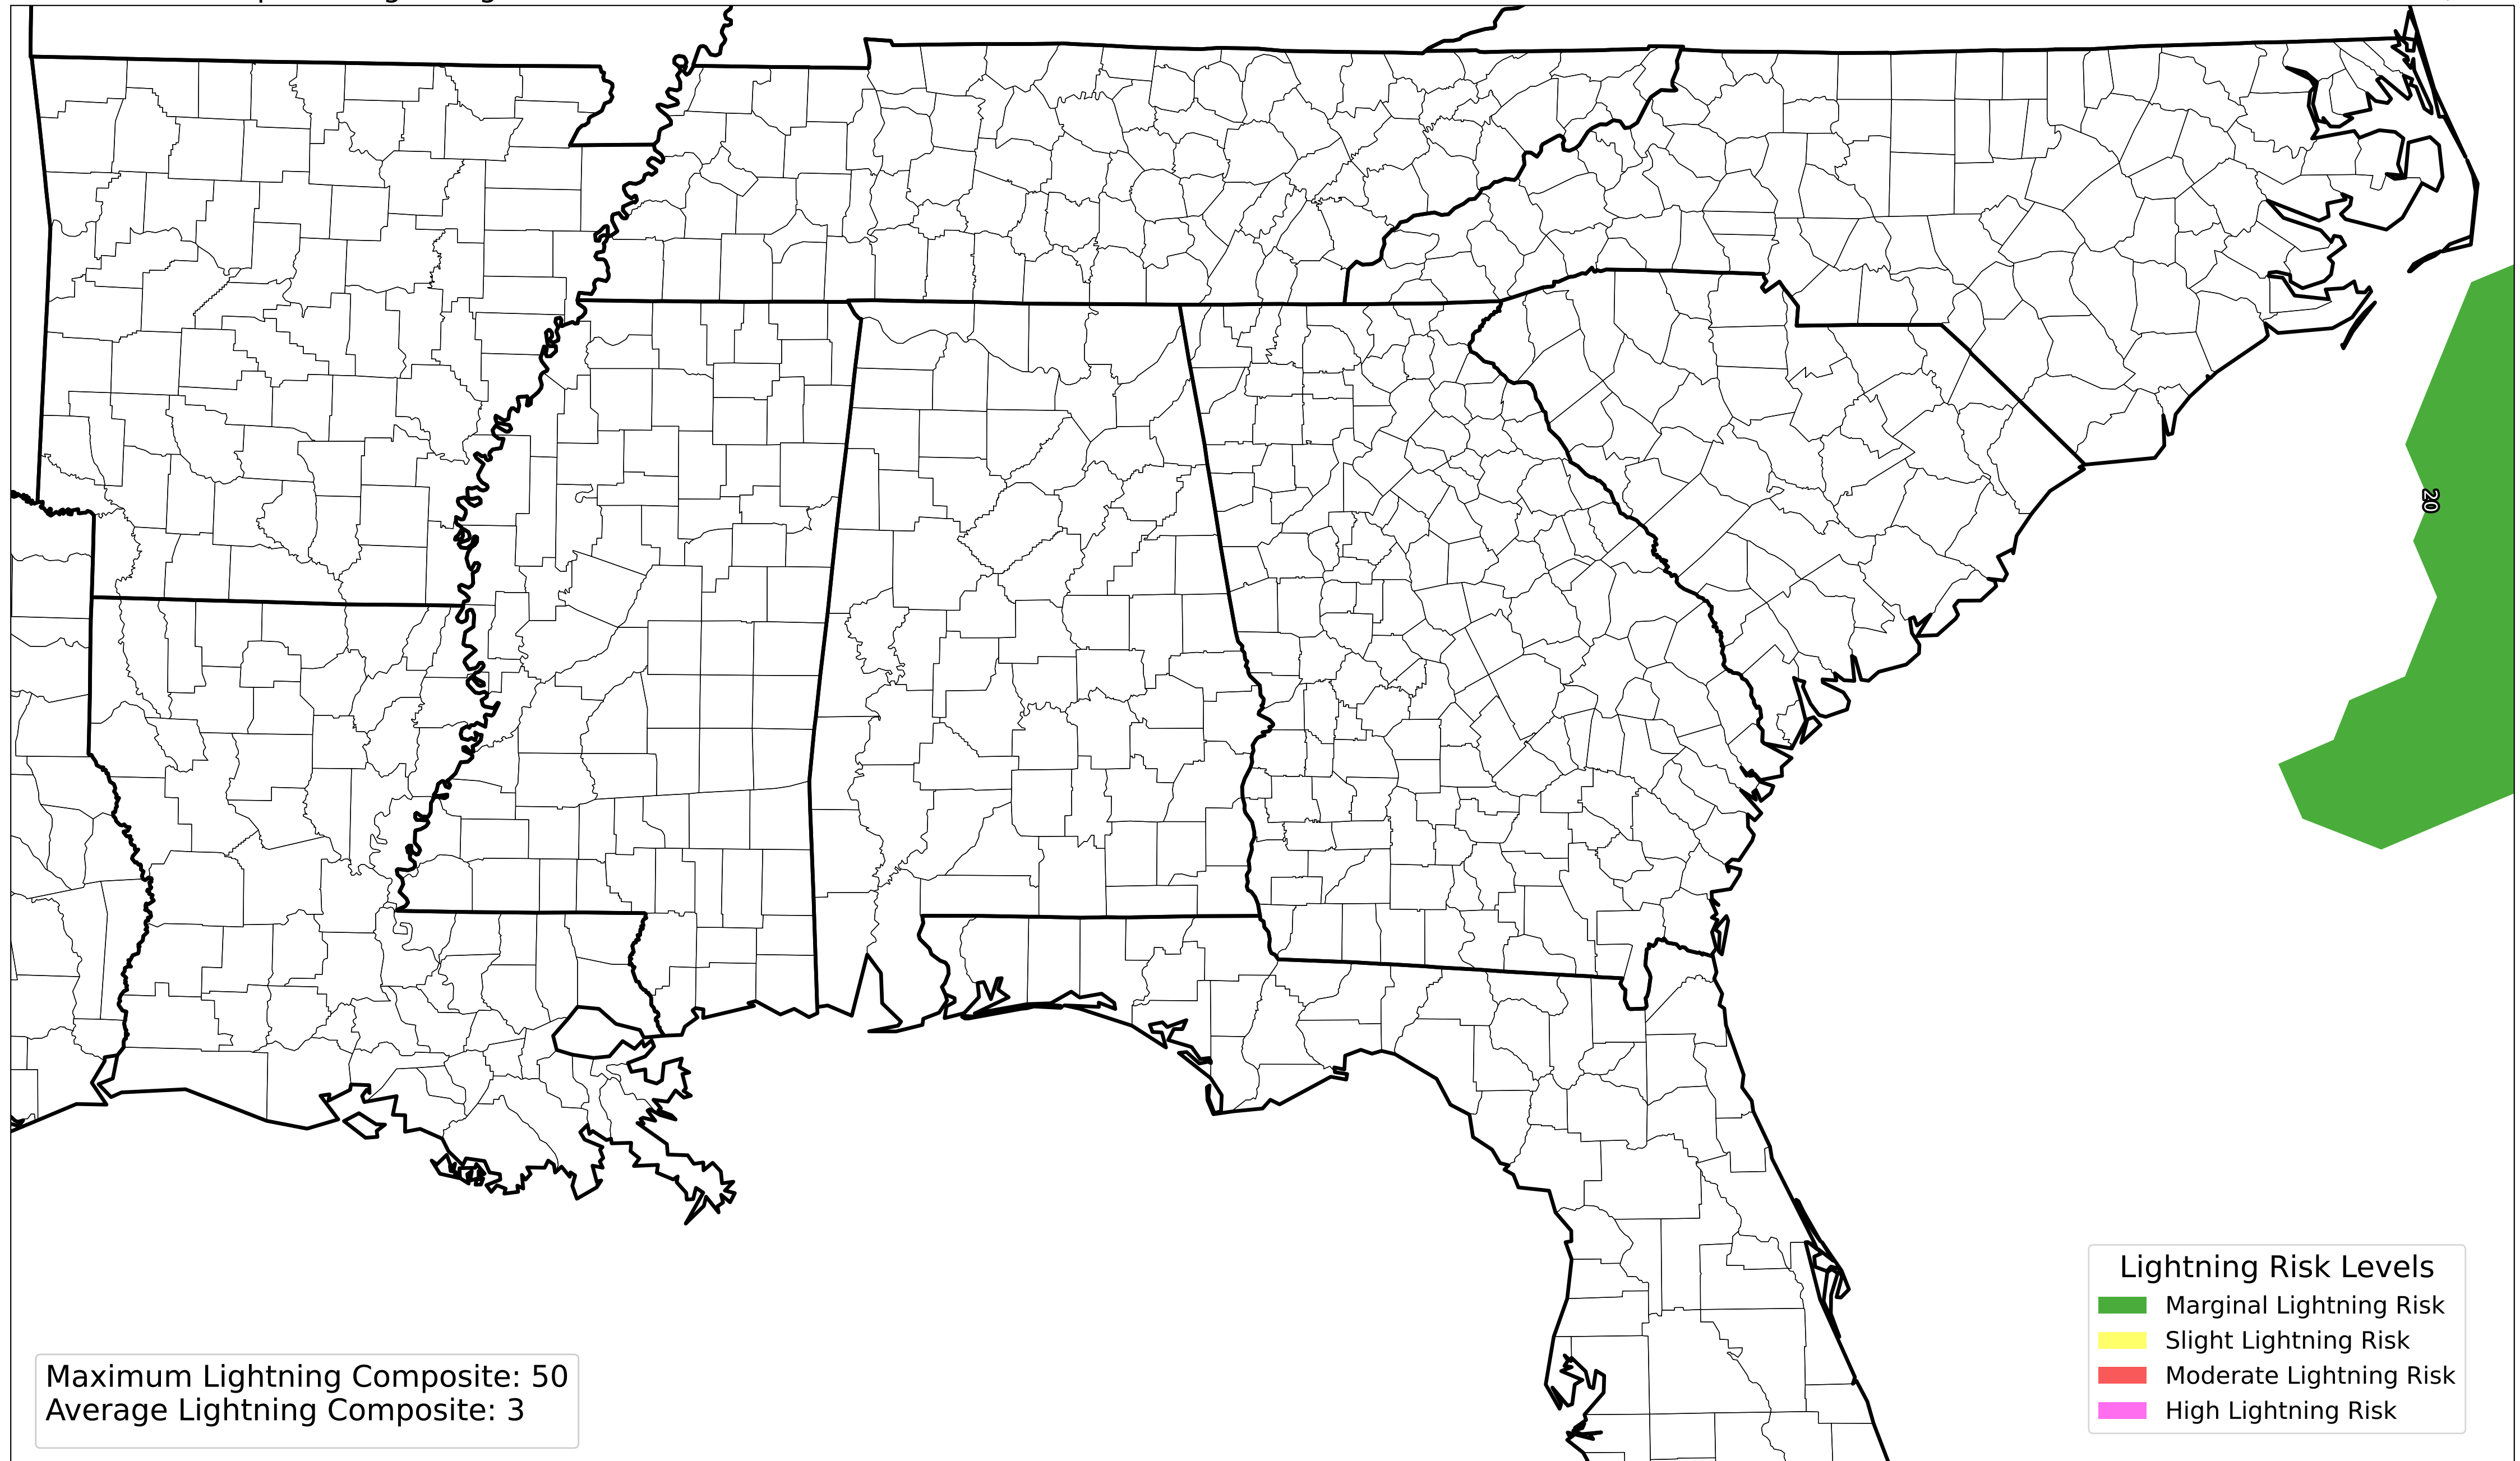 20
Lightning Risk Levels
Marginal Lightning Risk
Slight Lightning Risk
Moderate Lightning Risk
High Lightning Risk
Maximum Lightning Composite: 50
Average Lightning Composite: 3